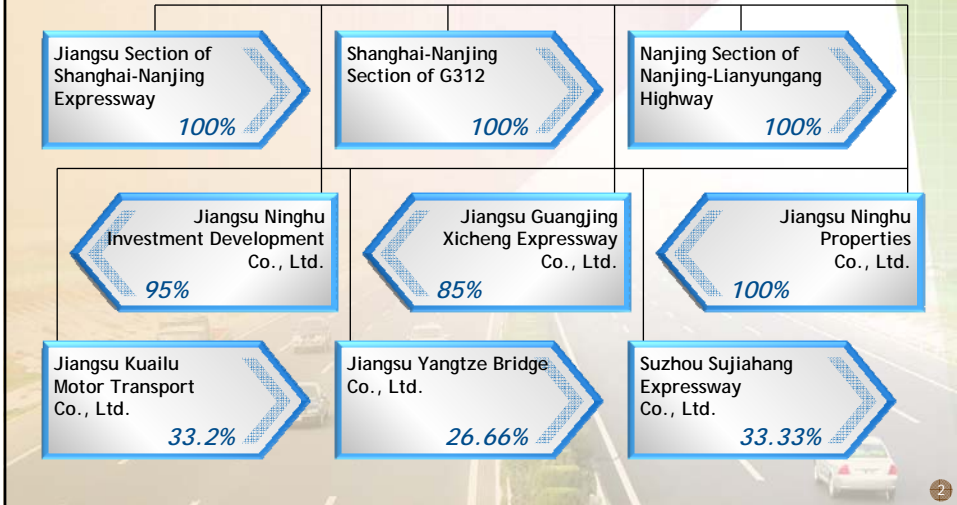 Jiangsu Section of
Shanghai-Nanjing
Expressway
100%
Shanghai-Nanjing
Section of G312
100%
Nanjing Section of
Nanjing-Lianyungang
Highway
100%
Jiangsu Ninghu
Investment Development
Co., Ltd.
95%
Jiangsu Guangjing
Xicheng Expressway
Co., Ltd.
85%
Jiangsu Ninghu
Properties
Co., Ltd.
100%
Jiangsu Kuailu
Motor Transport
Co., Ltd.
33.2%
Jiangsu Yangtze Bridge
Co., Ltd.
26.66%
Suzhou Sujiahang
Expressway
Co., Ltd.
33.33%
2